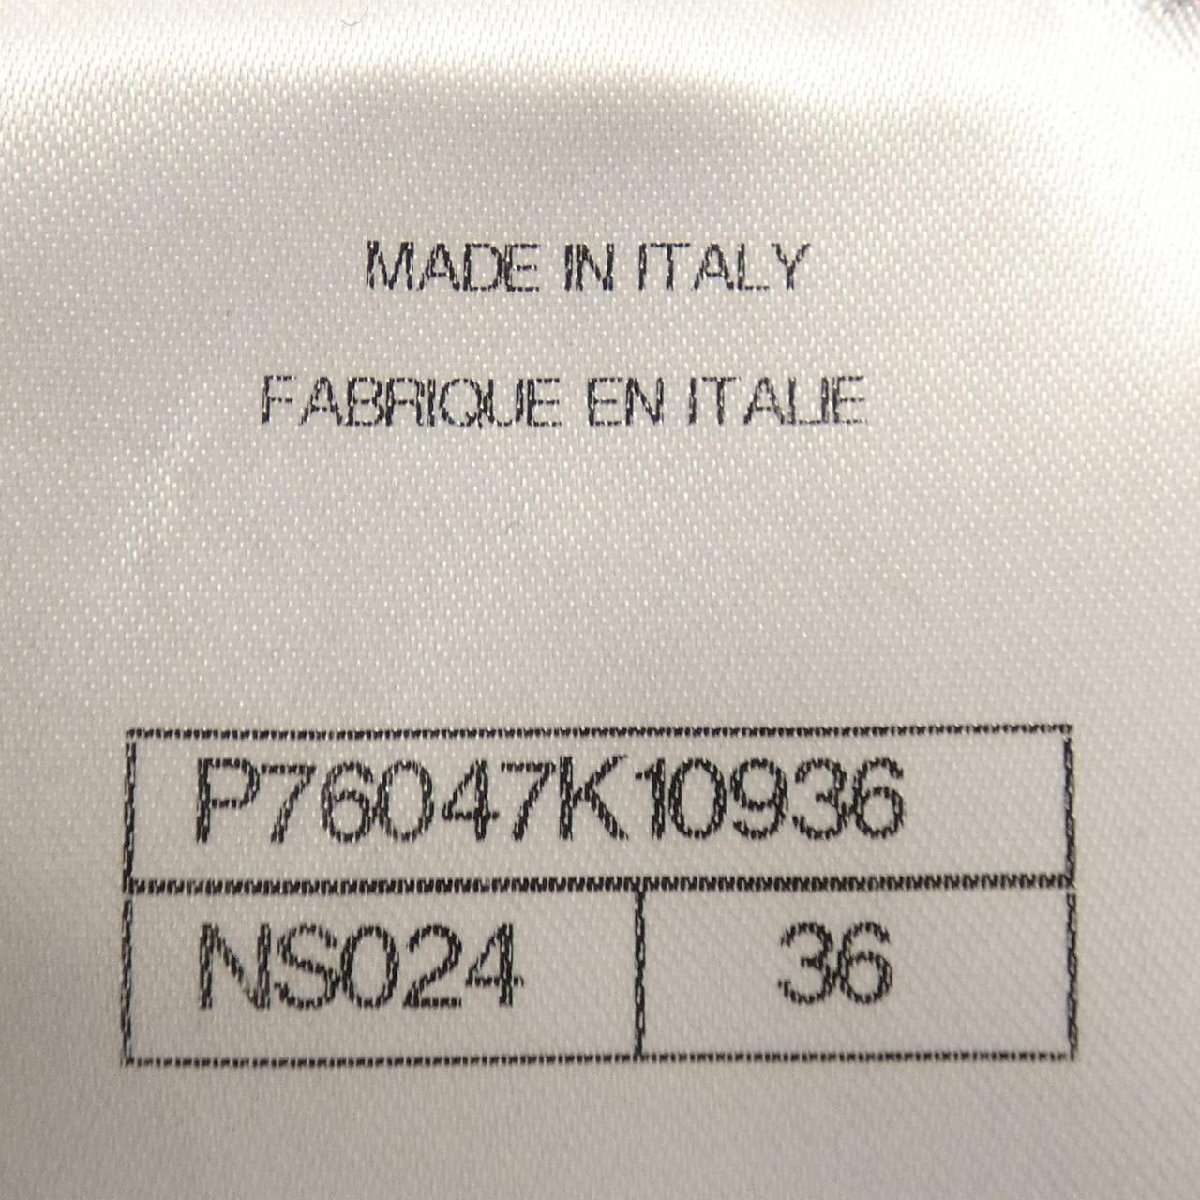 MADE IN ITALY
FABRIQUE EN ITALIE
P76047K10936
NS024 36